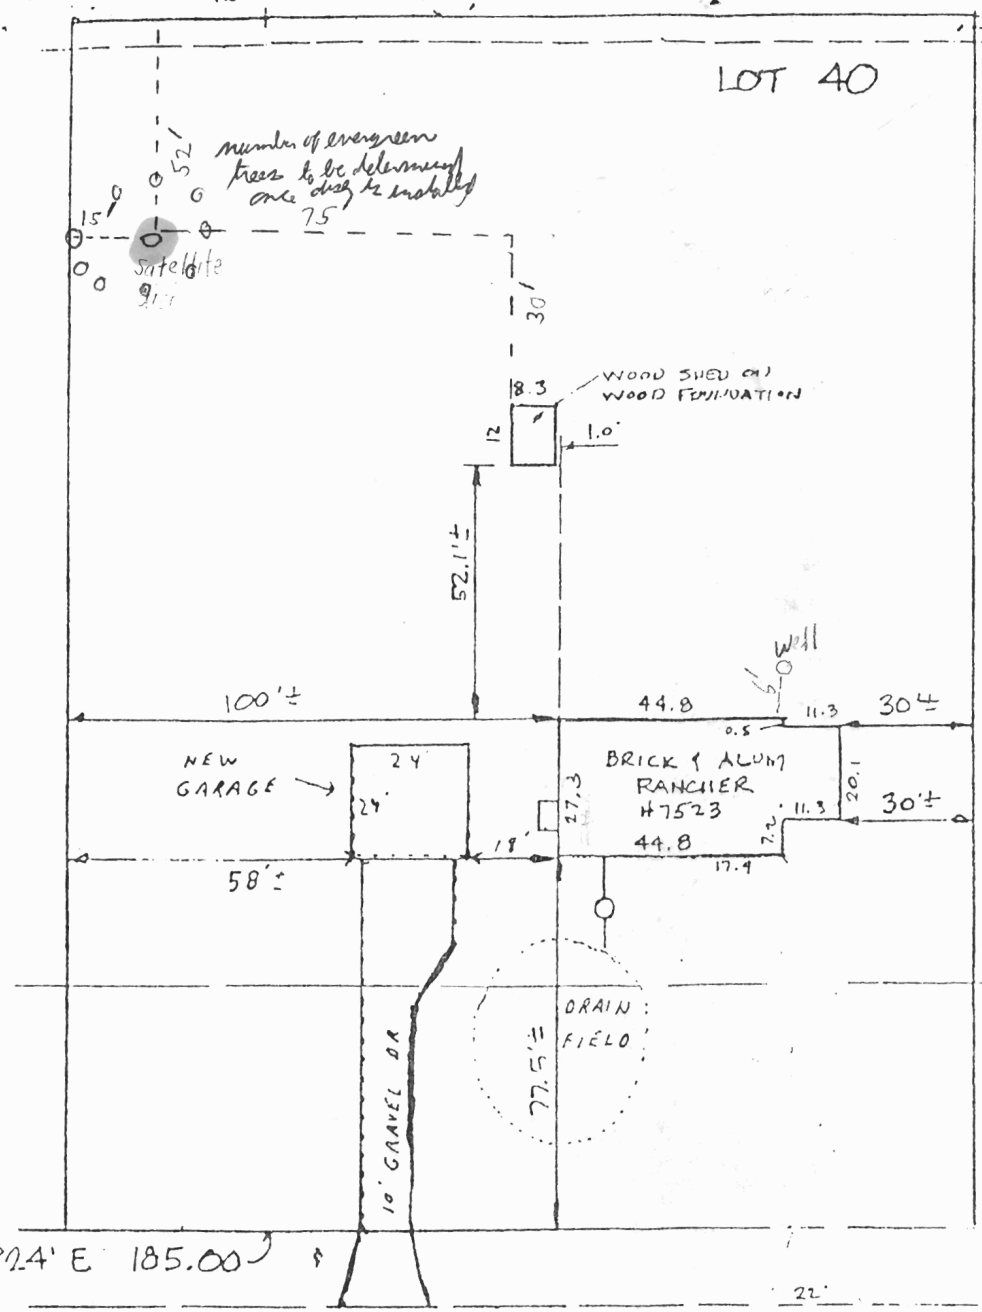 LOT 40
52'
number of evergreen
trees to be determined
once dish is installed
15'
75
satellite
30'
8.3
WOOD SHED ON
WOOD FOUNDATION
12
1.0'
52.1'±
Well
5'
100'±
44.8
11.3
30'±
0.5
NEW
GARAGE
24
24'
BRICK & ALUM
RANCHER
#7523
27.3
20.1
11.3
30'±
7.2'
18'
44.8
17.4
58'±
DRAIN
FIELD
77.5'±
10' GRAVEL DR
24' E 185.00
22'